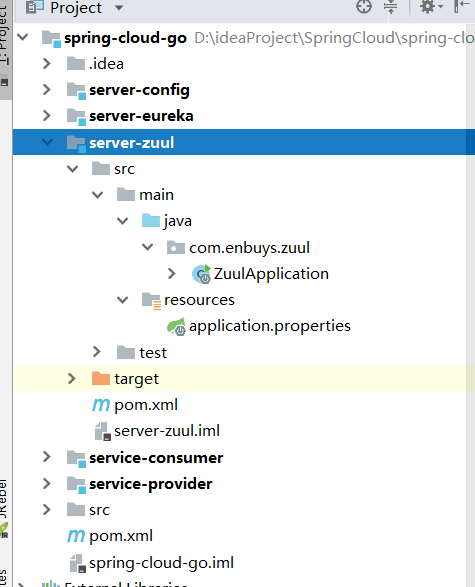 Project
1: Project
spring-cloud-go D:\ideaProject\SpringCloud\spring-clo
.idea
server-config
server-eureka
server-zuul
src
main
java
com.enbuys.zuul
ZuulApplication
resources
application.properties
test
target
pom.xml
server-zuul.iml
service-consumer
service-provider
src
pom.xml
spring-cloud-go.iml
External Libraries
JRebel